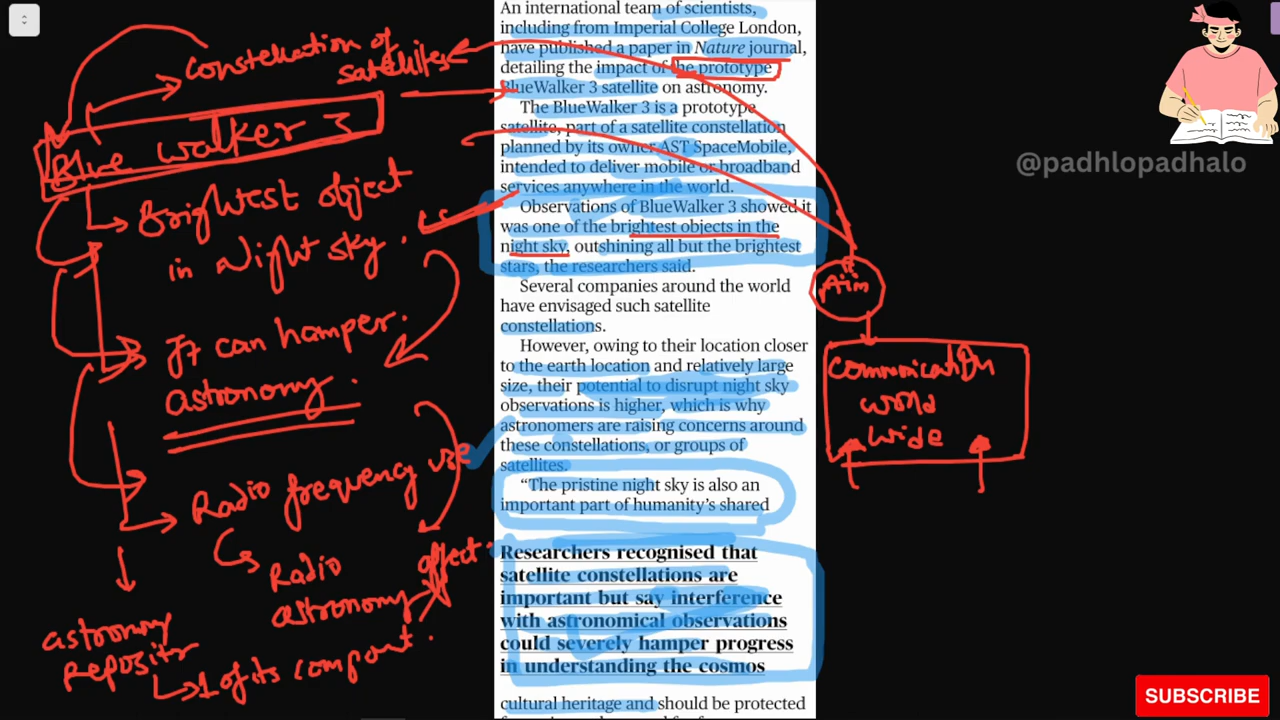 Constellation of
satellites
Blue walker 3
Brightest object
in Night sky.
It can hamper.
astronomy.
Radio frequency use
Radio
astronomy
affect
astronomy
1 of its compont.
An international team of scientists,
including from Imperial College London,
have published a paper in Nature journal,
detailing the impact of the prototype
BlueWalker 3 satellite on astronomy.
The BlueWalker 3 is a prototype
satellite, part of a satellite constellation
planned by its owner AST SpaceMobile,
intended to deliver mobile or broadband
services anywhere in the world.
Observations of BlueWalker 3 showed it
was one of the brightest objects in the
night sky, outshining all but the brightest
stars, the researchers said.
Several companies around the world
have envisaged such satellite
constellations.
However, owing to their location closer
to the earth location and relatively large
size, their potential to disrupt night sky
observations is higher, which is why
astronomers are raising concerns around
these constellations, or groups of
satellites.
“The pristine night sky is also an
important part of humanity’s shared
Researchers recognised that
satellite constellations are
important but say interference
with astronomical observations
could severely hamper progress
in understanding the cosmos
cultural heritage and should be protected
@padhlopadhalo
Aim
communication
world
wide
SUBSCRIBE